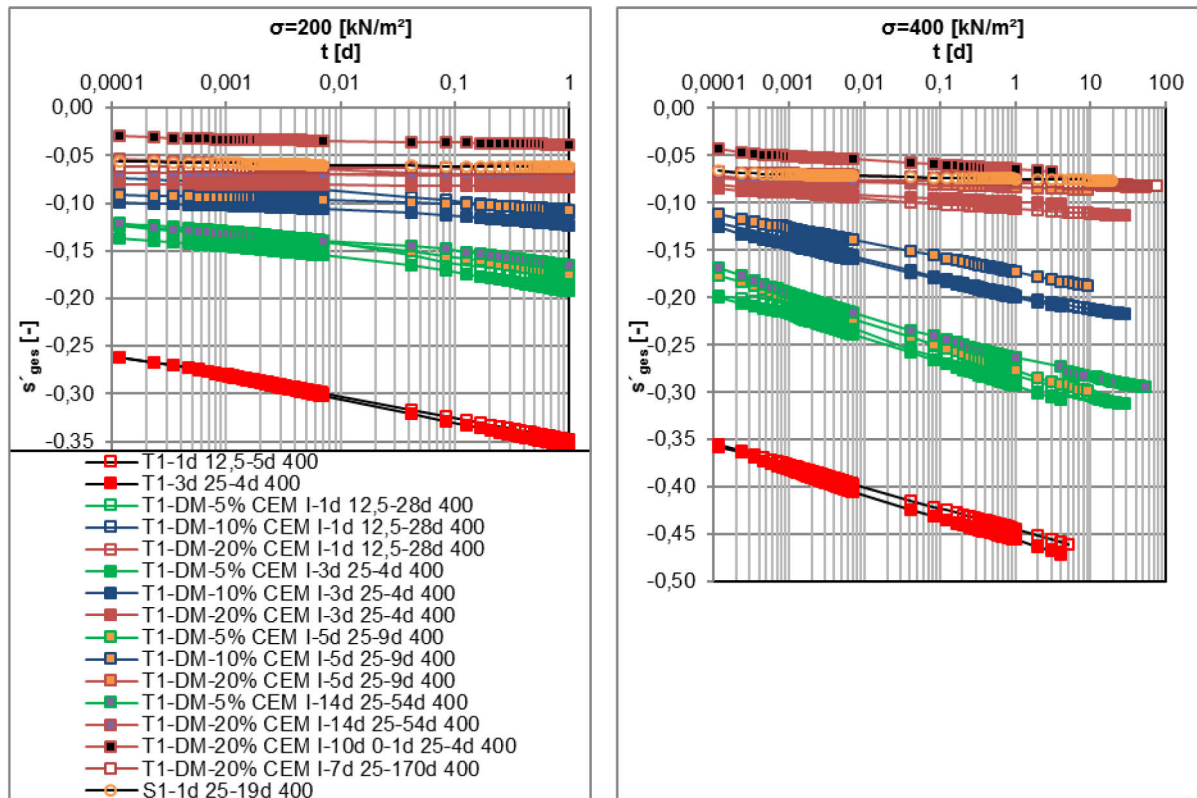 σ=200 [kN/m²]
t [d]
0,0001 0,001 0,01 0,1 1
0,00
-0,05
-0,10
-0,15
-0,20
-0,25
-0,30
-0,35
s´ges [-]
T1-1d 12,5-5d 400
T1-3d 25-4d 400
T1-DM-5% CEM I-1d 12,5-28d 400
T1-DM-10% CEM I-1d 12,5-28d 400
T1-DM-20% CEM I-1d 12,5-28d 400
T1-DM-5% CEM I-3d 25-4d 400
T1-DM-10% CEM I-3d 25-4d 400
T1-DM-20% CEM I-3d 25-4d 400
T1-DM-5% CEM I-5d 25-9d 400
T1-DM-10% CEM I-5d 25-9d 400
T1-DM-20% CEM I-5d 25-9d 400
T1-DM-5% CEM I-14d 25-54d 400
T1-DM-20% CEM I-14d 25-54d 400
T1-DM-20% CEM I-10d 0-1d 25-4d 400
T1-DM-20% CEM I-7d 25-170d 400
S1-1d 25-19d 400
σ=400 [kN/m²]
t [d]
0,0001 0,001 0,01 0,1 1 10 100
0,00
-0,05
-0,10
-0,15
-0,20
-0,25
-0,30
-0,35
-0,40
-0,45
-0,50
s´ges [-]